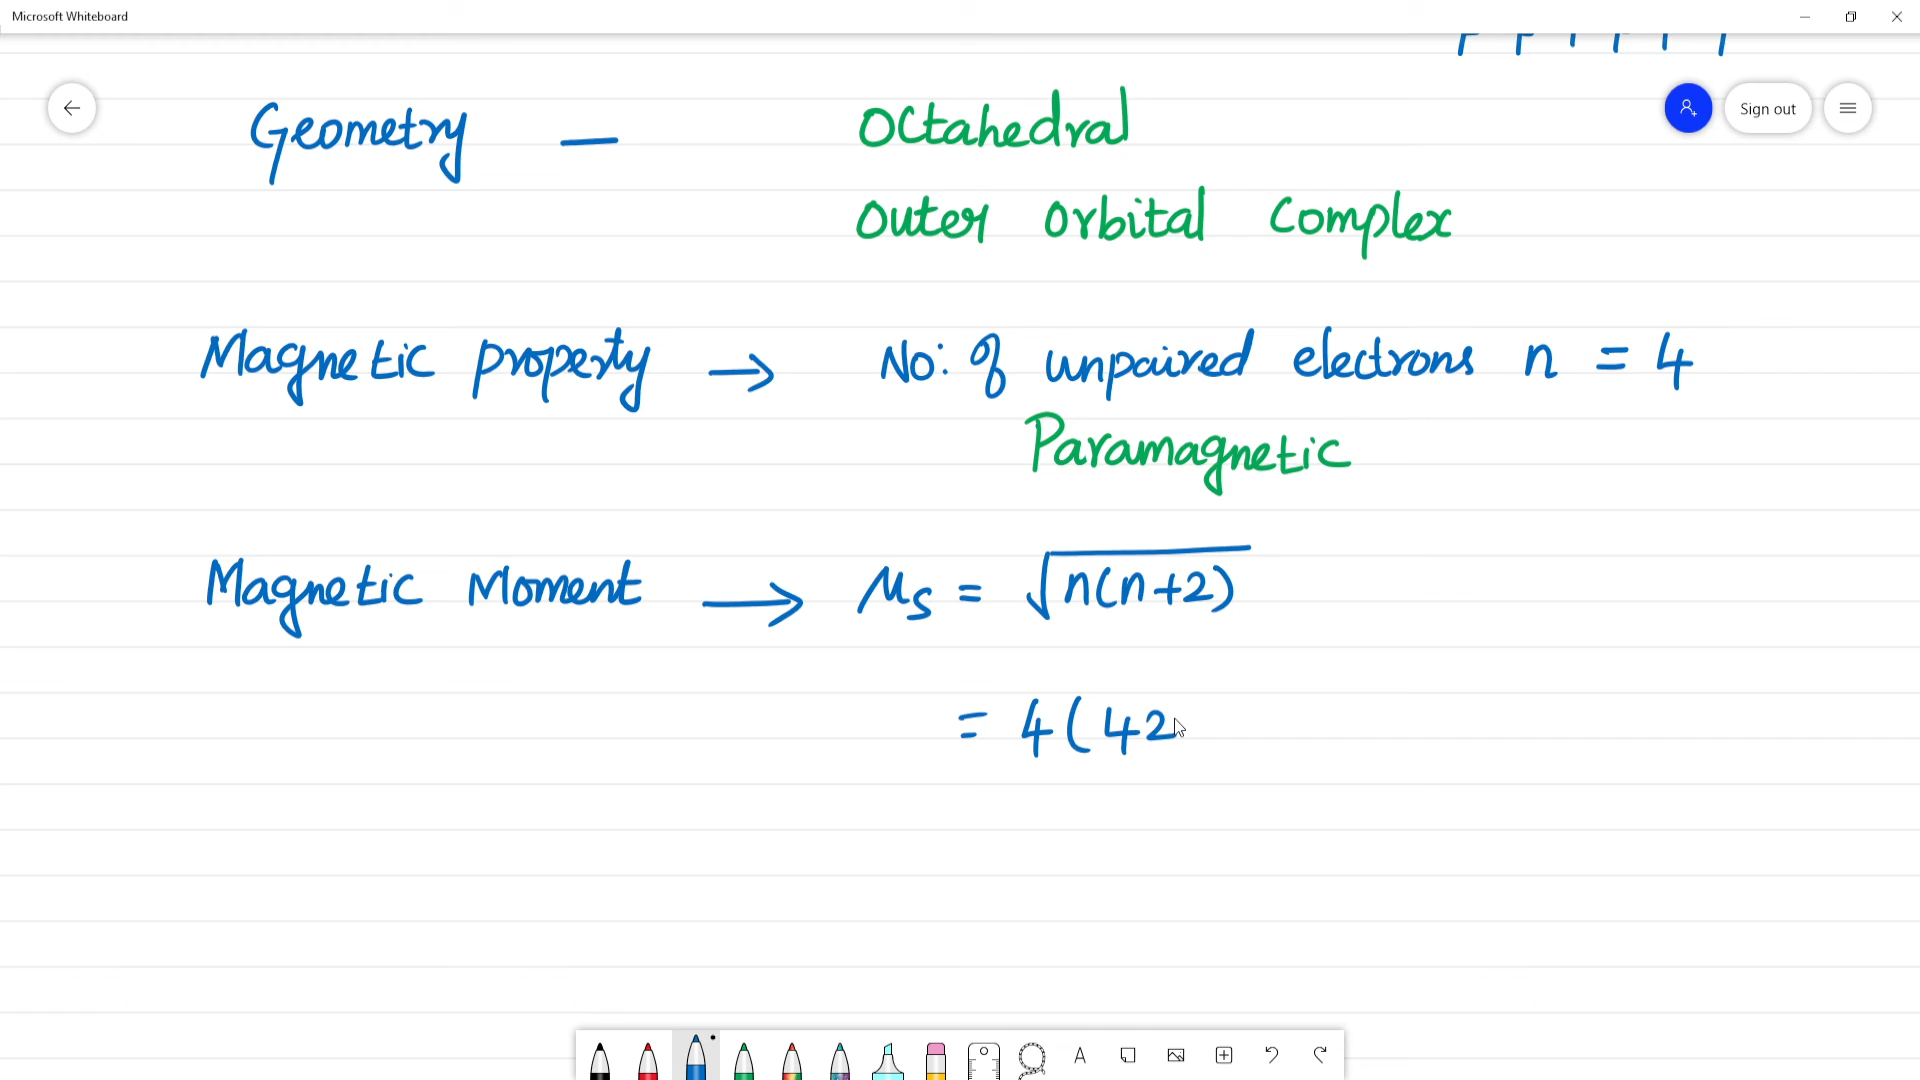 Microsoft Whiteboard
Geometry — Octahedral
Sign out
Outer orbital Complex
Magnetic property → No: of unpaired electrons n = 4
Paramagnetic
Magnetic Moment → μs = √n(n+2)
= 4(42
A